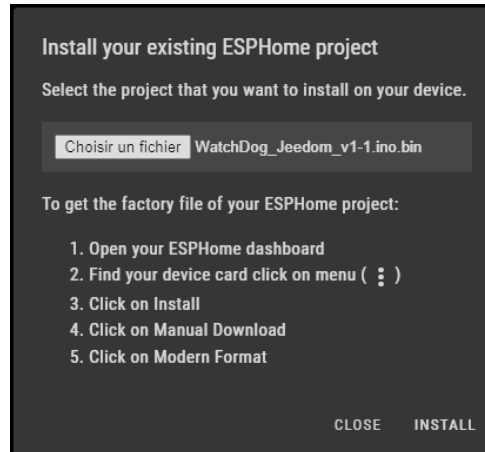 Install your existing ESPHome project
Select the project that you want to install on your device.
Choisir un fichier WatchDog_Jeedom_v1-1.ino.bin
To get the factory file of your ESPHome project:
1. Open your ESPHome dashboard
2. Find your device card click on menu ( ⋮ )
3. Click on Install
4. Click on Manual Download
5. Click on Modern Format
CLOSE INSTALL